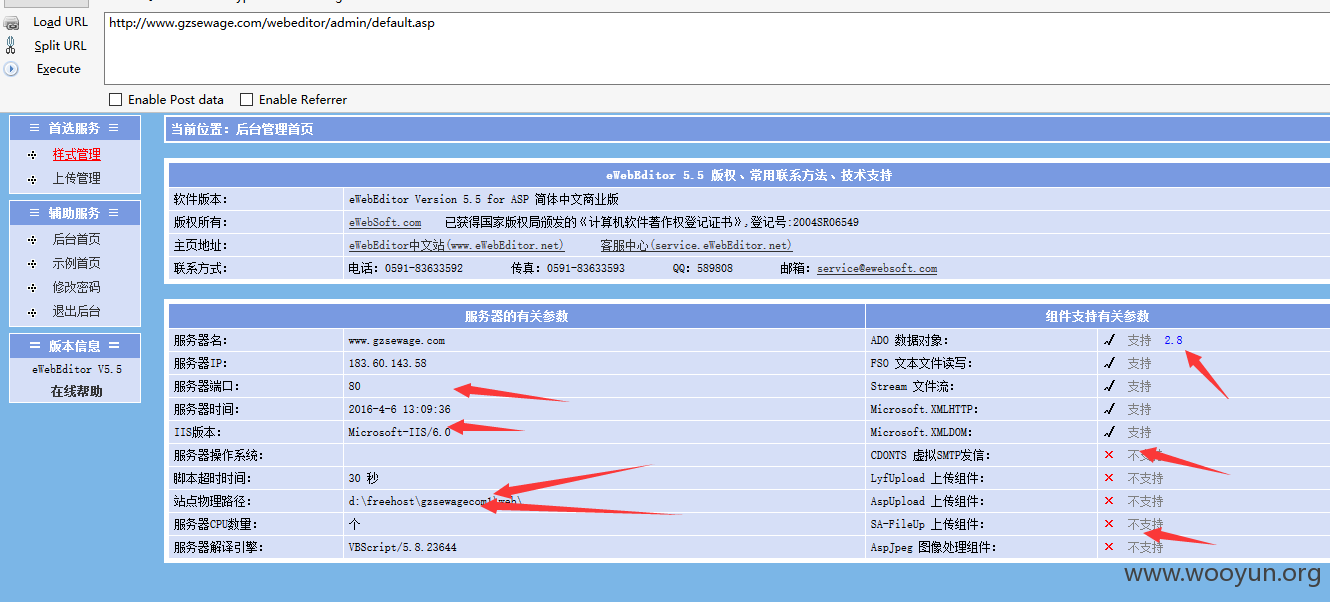 Load URL
Split URL
Execute
http://www.gzsewage.com/webeditor/admin/default.asp
Enable Post data
Enable Referrer
首选服务
样式管理
上传管理
辅助服务
后台首页
示例首页
修改密码
退出后台
版本信息
eWebEditor V5.5
在线帮助
当前位置：后台管理首页
eWebEditor 5.5 版权、常用联系方法、技术支持
软件版本： eWebEditor Version 5.5 for ASP 简体中文商业版
版权所有： eWebSoft.com 已获得国家版权局颁发的《计算机软件著作权登记证书》,登记号:2004SR06549
主页地址： eWebEditor中文站(www.eWebEditor.net) 客服中心(service.eWebEditor.net)
联系方式： 电话：0591-83633592 传真：0591-83633593 QQ：589808 邮箱：service@ewebsoft.com
服务器的有关参数
服务器名： www.gzsewage.com
服务器IP： 183.60.143.58
服务器端口： 80
服务器时间： 2016-4-6 13:09:36
IIS版本： Microsoft-IIS/6.0
服务器操作系统：
脚本超时时间： 30 秒
站点物理路径： d:\freehost\gzsewagecom1\web\
服务器CPU数量： 个
服务器解译引擎： VBScript/5.8.23644
组件支持有关参数
ADO 数据对象： ✓ 支持 2.8
FSO 文本文件读写： ✓ 支持
Stream 文件流： ✓ 支持
Microsoft.XMLHTTP： ✓ 支持
Microsoft.XMLDOM： ✓ 支持
CDONTS 虚拟SMTP发信： × 不支持
LyfUpload 上传组件： × 不支持
AspUpload 上传组件： × 不支持
SA-FileUp 上传组件： × 不支持
AspJpeg 图像处理组件： × 不支持
www.wooyun.org